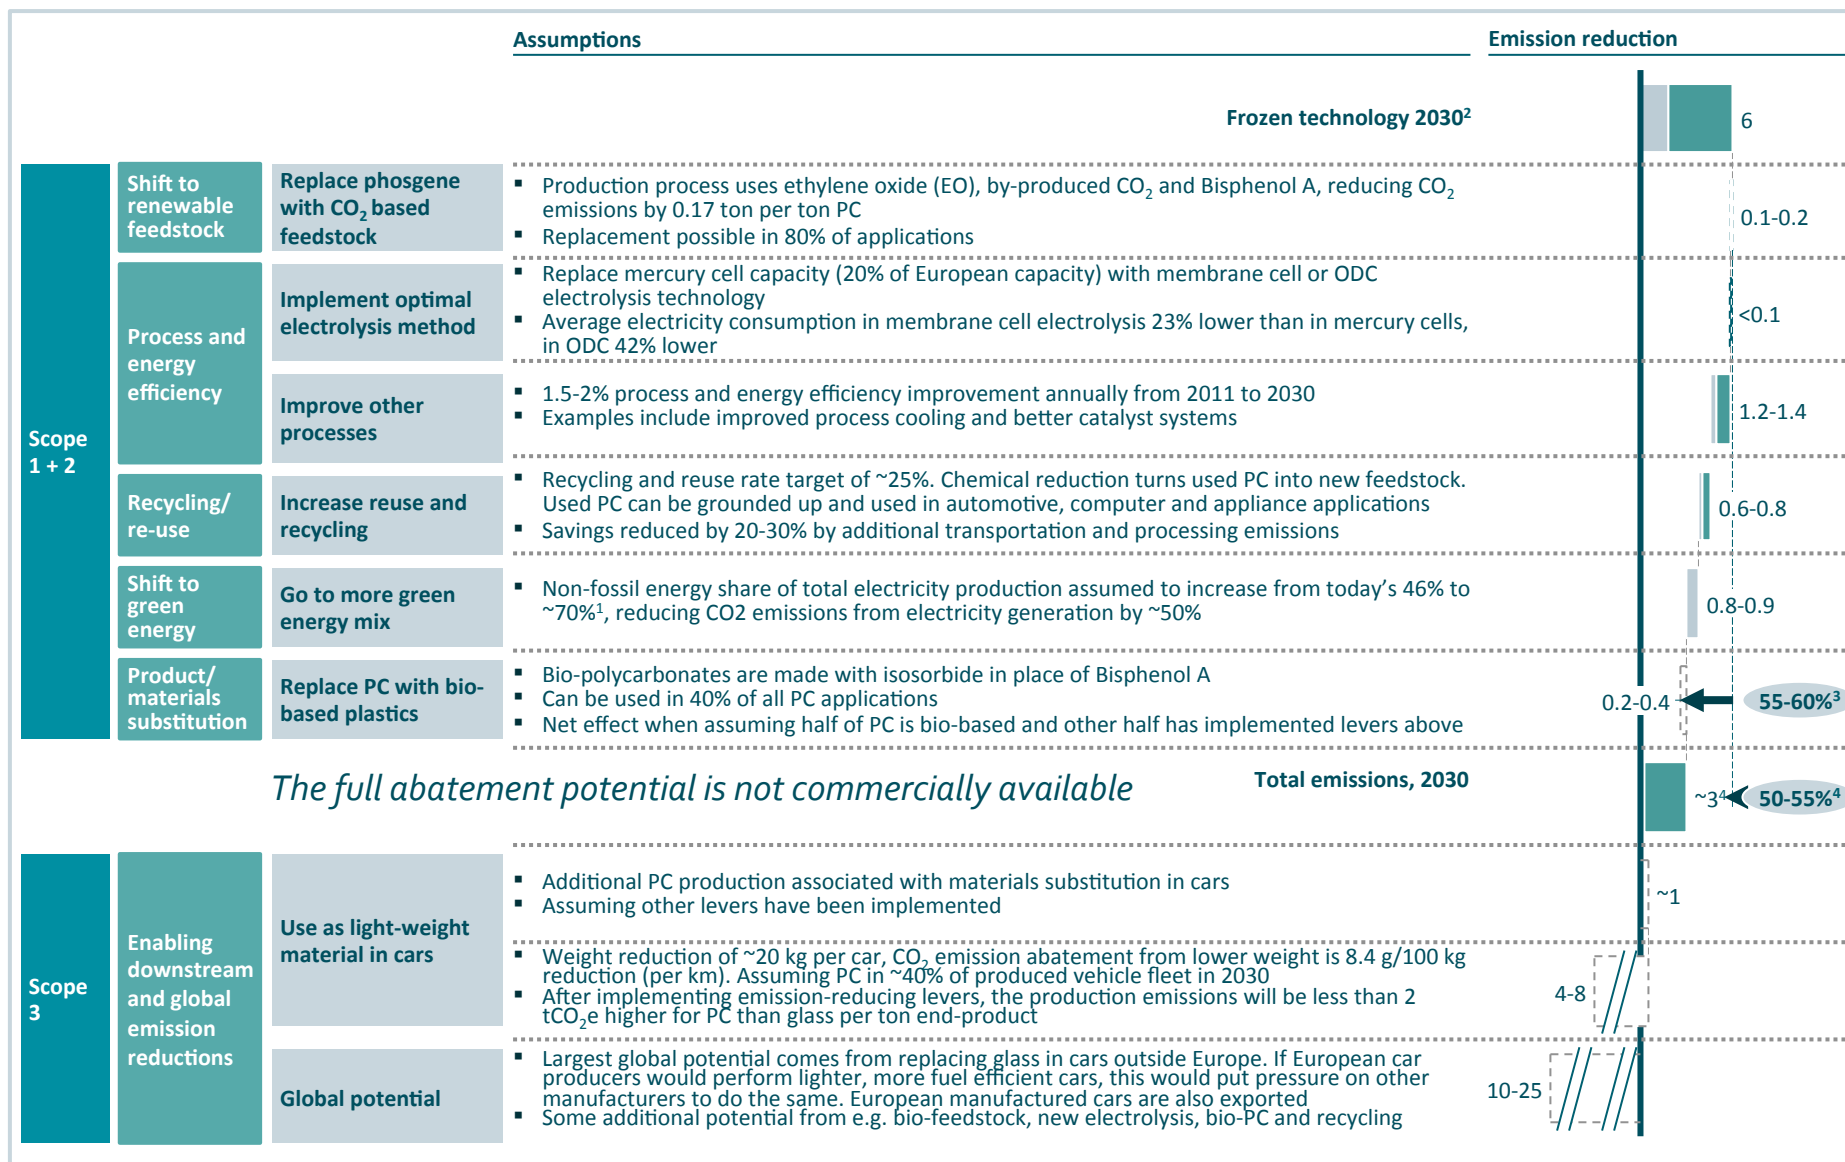 Assumptions
Emission reduction
Frozen technology 2030²
6
Scope
1 + 2
Shift to
renewable
feedstock
Replace phosgene
with CO₂ based
feedstock
▪ Production process uses ethylene oxide (EO), by-produced CO₂ and Bisphenol A, reducing CO₂
emissions by 0.17 ton per ton PC
▪ Replacement possible in 80% of applications
0.1-0.2
Process and
energy
efficiency
Implement optimal
electrolysis method
▪ Replace mercury cell capacity (20% of European capacity) with membrane cell or ODC
electrolysis technology
▪ Average electricity consumption in membrane cell electrolysis 23% lower than in mercury cells,
in ODC 42% lower
<0.1
Improve other
processes
▪ 1.5-2% process and energy efficiency improvement annually from 2011 to 2030
▪ Examples include improved process cooling and better catalyst systems
1.2-1.4
Recycling/
re-use
Increase reuse and
recycling
▪ Recycling and reuse rate target of ~25%. Chemical reduction turns used PC into new feedstock.
Used PC can be grounded up and used in automotive, computer and appliance applications
▪ Savings reduced by 20-30% by additional transportation and processing emissions
0.6-0.8
Shift to
green
energy
Go to more green
energy mix
▪ Non-fossil energy share of total electricity production assumed to increase from today's 46% to
~70%¹, reducing CO2 emissions from electricity generation by ~50%
0.8-0.9
Product/
materials
substitution
Replace PC with bio-
based plastics
▪ Bio-polycarbonates are made with isosorbide in place of Bisphenol A
▪ Can be used in 40% of all PC applications
▪ Net effect when assuming half of PC is bio-based and other half has implemented levers above
0.2-0.4
55-60%³
The full abatement potential is not commercially available
Total emissions, 2030
~3⁴
50-55%⁴
Scope
3
Enabling
downstream
and global
emission
reductions
Use as light-weight
material in cars
▪ Additional PC production associated with materials substitution in cars
▪ Assuming other levers have been implemented
~1
▪ Weight reduction of ~20 kg per car, CO₂ emission abatement from lower weight is 8.4 g/100 kg
reduction (per km). Assuming PC in ~40% of produced vehicle fleet in 2030
▪ After implementing emission-reducing levers, the production emissions will be less than 2
tCO₂e higher for PC than glass per ton end-product
4-8
Global potential
▪ Largest global potential comes from replacing glass in cars outside Europe. If European car
producers would perform lighter, more fuel efficient cars, this would put pressure on other
manufacturers to do the same. European manufactured cars are also exported
▪ Some additional potential from e.g. bio-feedstock, new electrolysis, bio-PC and recycling
10-25